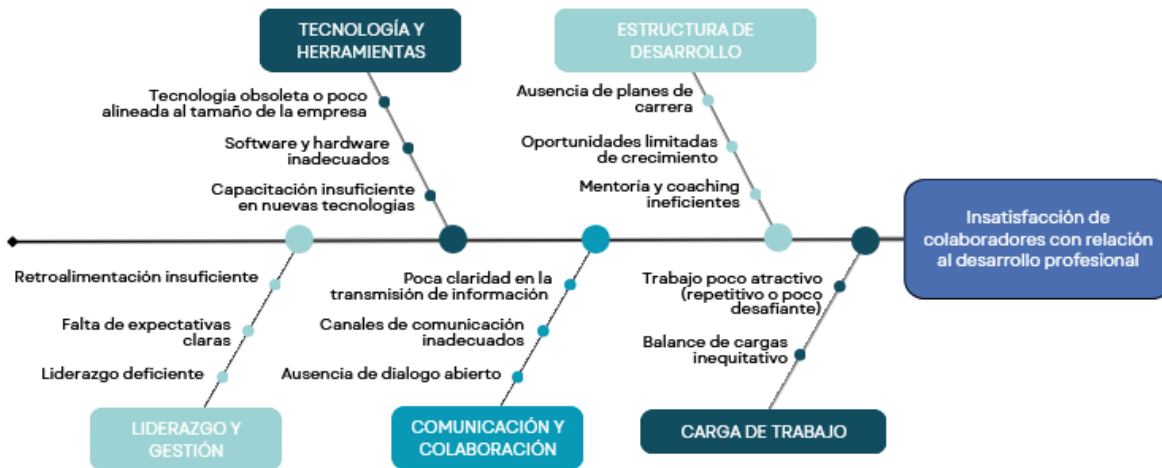 TECNOLOGÍA Y
HERRAMIENTAS
Tecnologia obsoleta o poco
alineada al tamaño de la empresa
Software y hardware
inadecuados
Capacitación insuficiente
en nuevas tecnologias
ESTRUCTURA DE
DESARROLLO
Ausencia de planes de
carrera
Oportunidades limitadas
de crecimiento
Mentoría y coaching
ineficientes
Insatisfacción de
colaboradores con relación
al desarrollo profesional
Retroalimentación insuficiente
Falta de expectativas
claras
Liderazgo deficiente
LIDERAZGO Y
GESTIÓN
Poca claridad en la
transmisión de información
Canales de comunicación
inadecuados
Ausencia de dialogo abierto
COMUNICACIÓN Y
COLABORACIÓN
Trabajo poco atractivo
(repetitivo o poco
desafiante)
Balance de cargas
inequitativo
CARGA DE TRABAJO